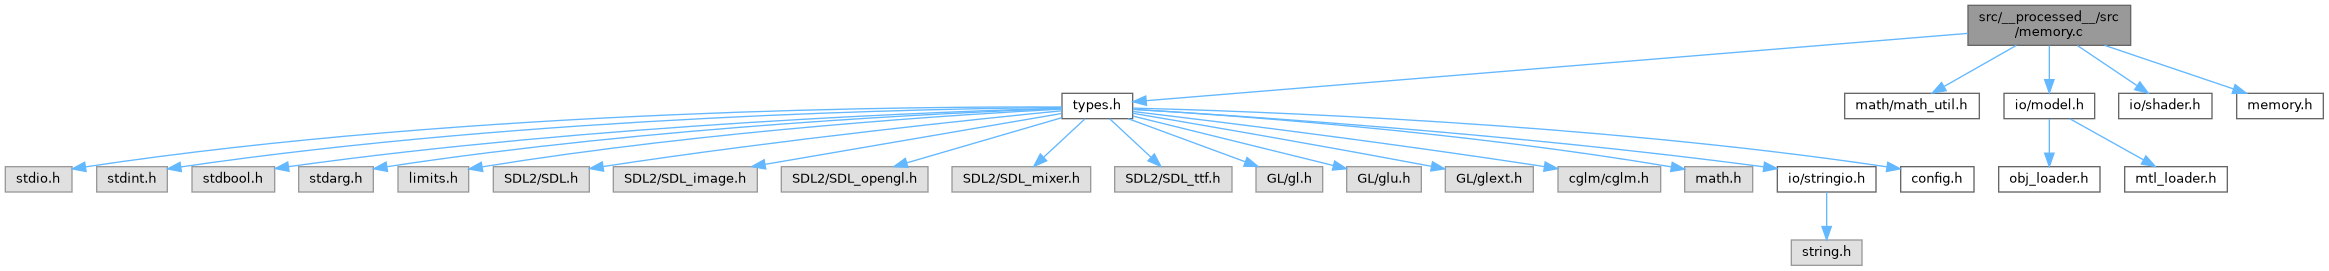 src/__processed__/src
/memory.c
types.h
math/math_util.h
io/model.h
io/shader.h
memory.h
stdio.h
stdint.h
stdbool.h
stdarg.h
limits.h
SDL2/SDL.h
SDL2/SDL_image.h
SDL2/SDL_opengl.h
SDL2/SDL_mixer.h
SDL2/SDL_ttf.h
GL/gl.h
GL/glu.h
GL/glext.h
cglm/cglm.h
math.h
io/stringio.h
config.h
obj_loader.h
mtl_loader.h
string.h